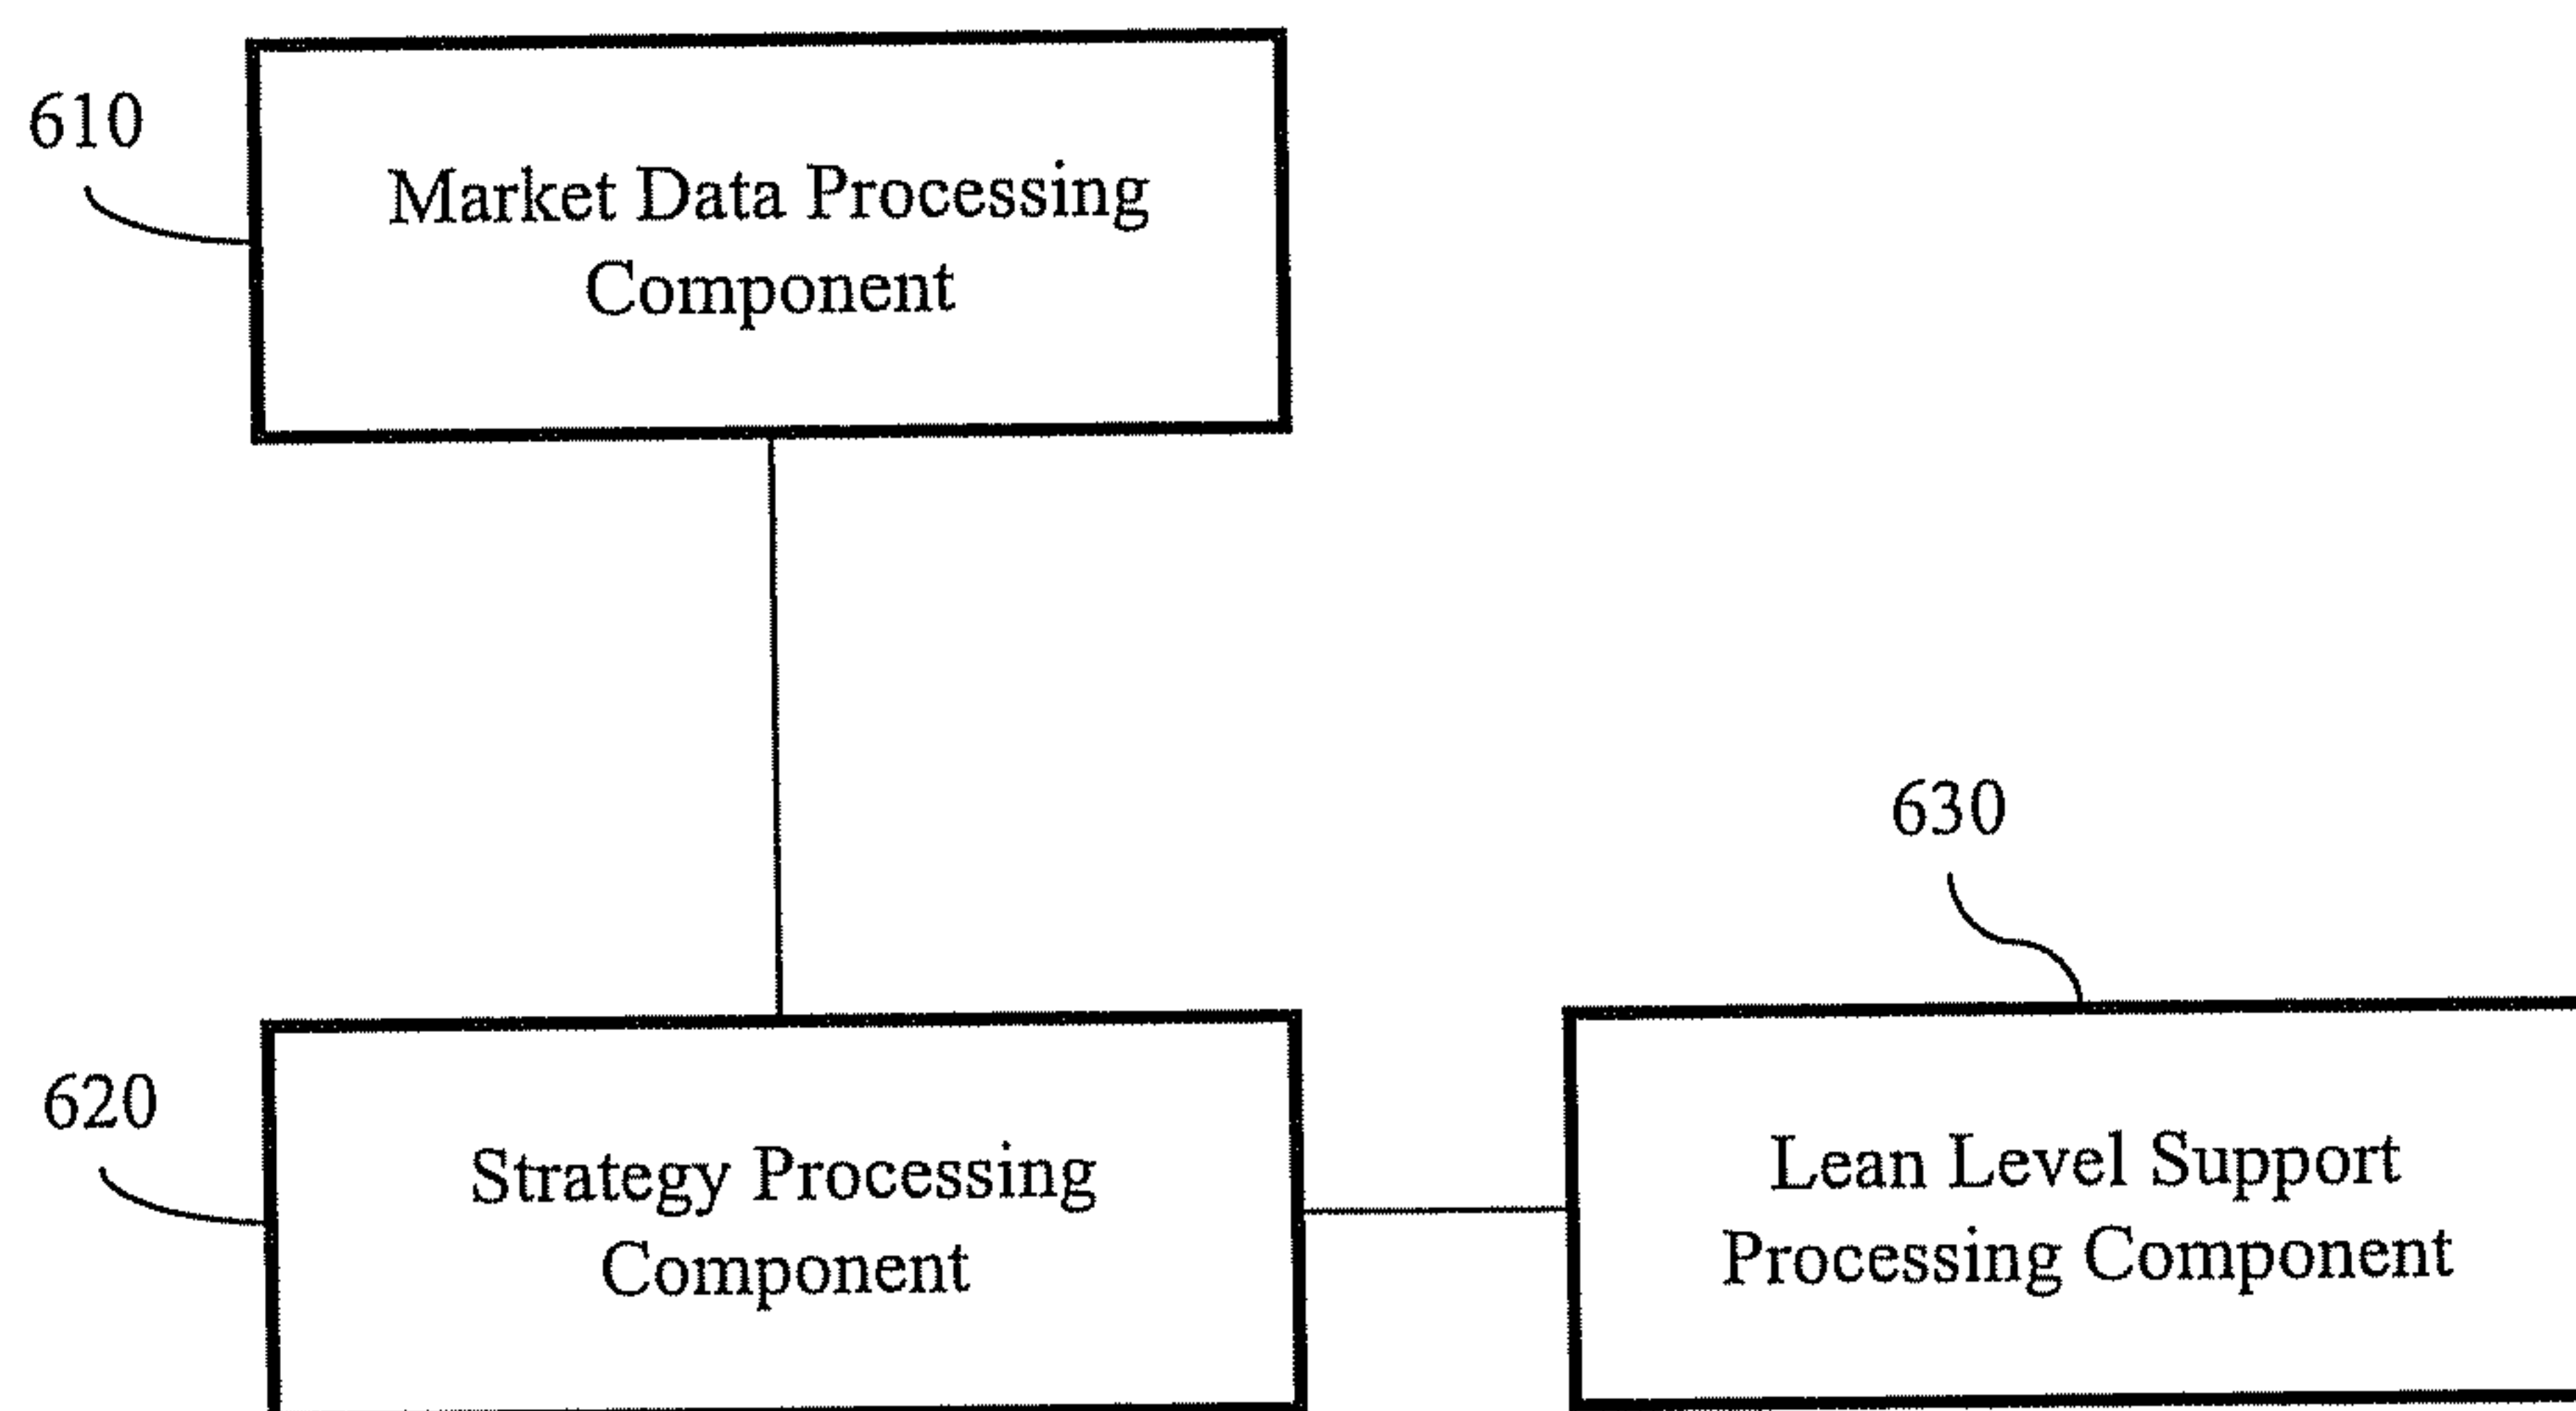 610
Market Data Processing
Component
630
620
Strategy Processing
Component
Lean Level Support
Processing Component